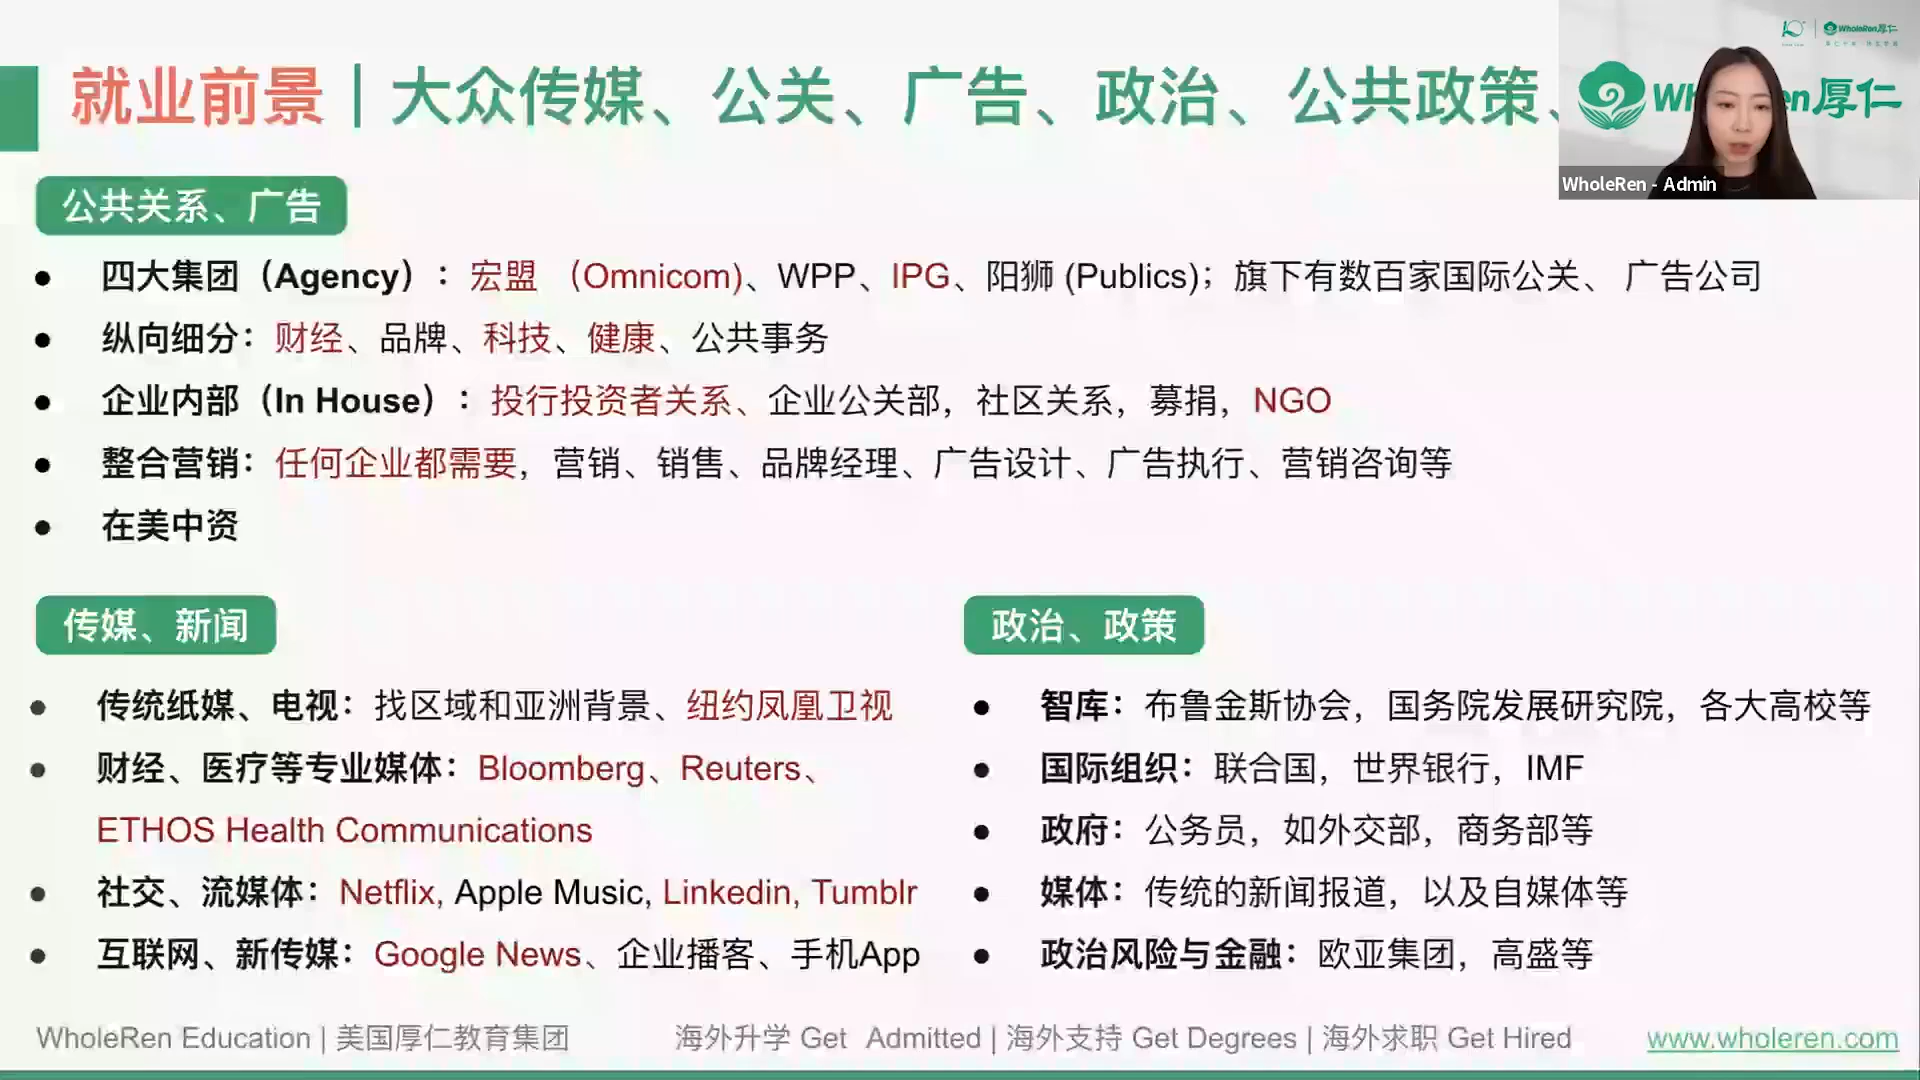 就业前景｜大众传媒、公关、广告、政治、公共政策、
WholeRen厚仁
WholeRen - Admin
公共关系、广告
● 四大集团（Agency）：宏盟 （Omnicom)、WPP、IPG、阳狮 (Publics)；旗下有数百家国际公关、 广告公司
● 纵向细分：财经、品牌、科技、健康、公共事务
● 企业内部（In House）：投行投资者关系、企业公关部，社区关系，募捐，NGO
● 整合营销：任何企业都需要，营销、销售、品牌经理、广告设计、广告执行、营销咨询等
● 在美中资
传媒、新闻
● 传统纸媒、电视：找区域和亚洲背景、纽约凤凰卫视
● 财经、医疗等专业媒体：Bloomberg、Reuters、
ETHOS Health Communications
● 社交、流媒体：Netflix, Apple Music, Linkedin, Tumblr
● 互联网、新传媒：Google News、企业播客、手机App
政治、政策
● 智库：布鲁金斯协会，国务院发展研究院，各大高校等
● 国际组织：联合国，世界银行，IMF
● 政府：公务员，如外交部，商务部等
● 媒体：传统的新闻报道，以及自媒体等
● 政治风险与金融：欧亚集团，高盛等
WholeRen Education | 美国厚仁教育集团
海外升学 Get Admitted | 海外支持 Get Degrees | 海外求职 Get Hired
www.wholeren.com